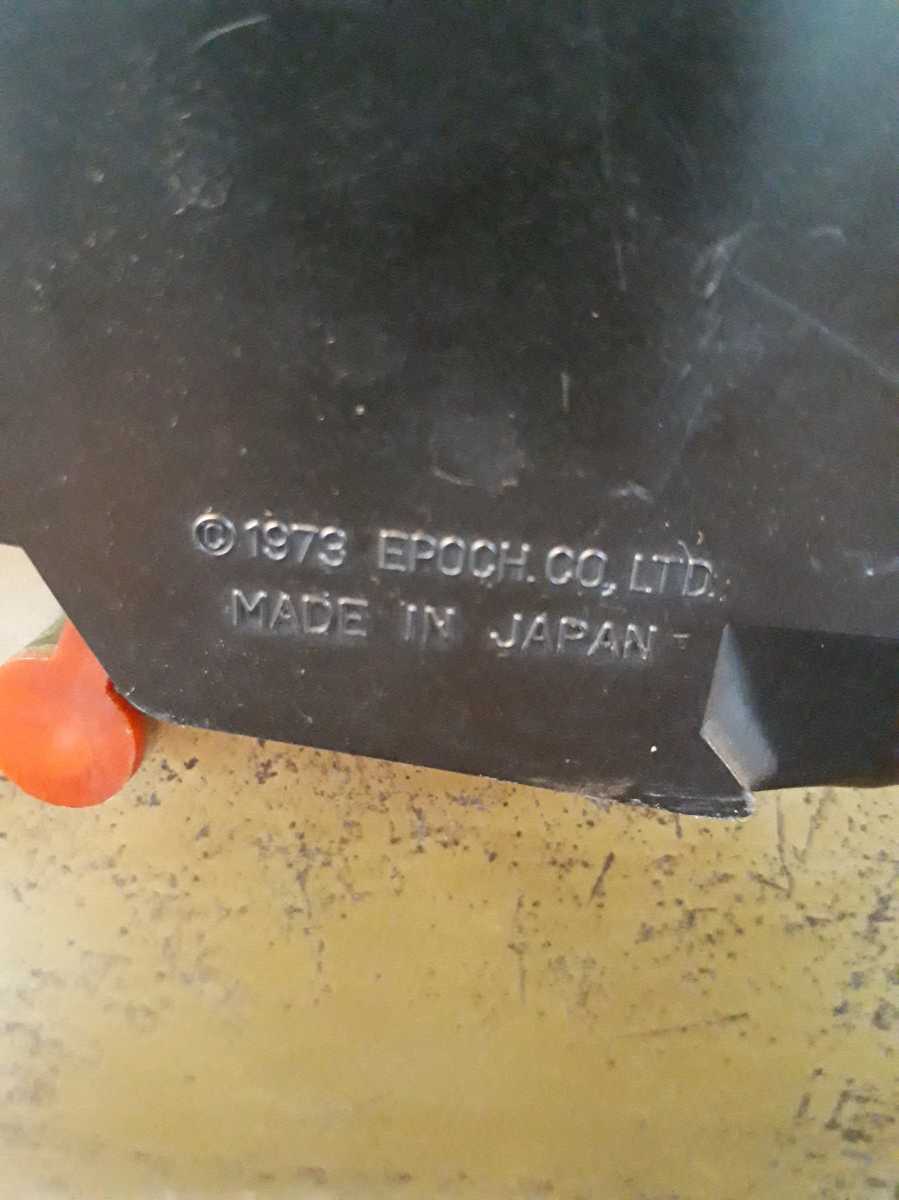 ©1973 EPOCH. CO., LTD.
MADE IN JAPAN